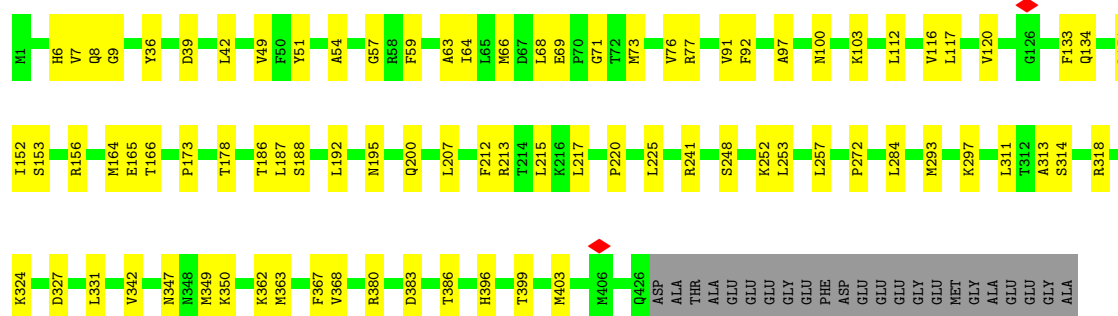 M1 H6 V7 Q8 G9 Y36 D39 L42 V49 F50 Y51 A54 G57 R58 F59 A63 I64 L65 M66 D67 L68 E69 P70 G71 T72 M73 V76 R77 V91 F92 A97 N100 K103 L112 V116 L117 V120 G126 F133 Q134
I152 S153 R156 M164 E165 T166 P173 T178 T186 L187 S188 L192 N195 Q200 L207 F212 R213 T214 L215 K216 L217 P220 L225 R241 S248 K252 L253 L257 P272 L284 M293 K297 L311 T312 A313 S314 R318
K324 D327 L331 V342 N347 N348 M349 K350 K362 M363 F367 V368 R380 D383 T386 H396 T399 M403 M406 Q426 ASP ALA THR ALA GLU GLU GLU GLY GLU PHE ASP GLU GLU GLU GLY GLU MET GLY ALA GLU GLU GLY ALA